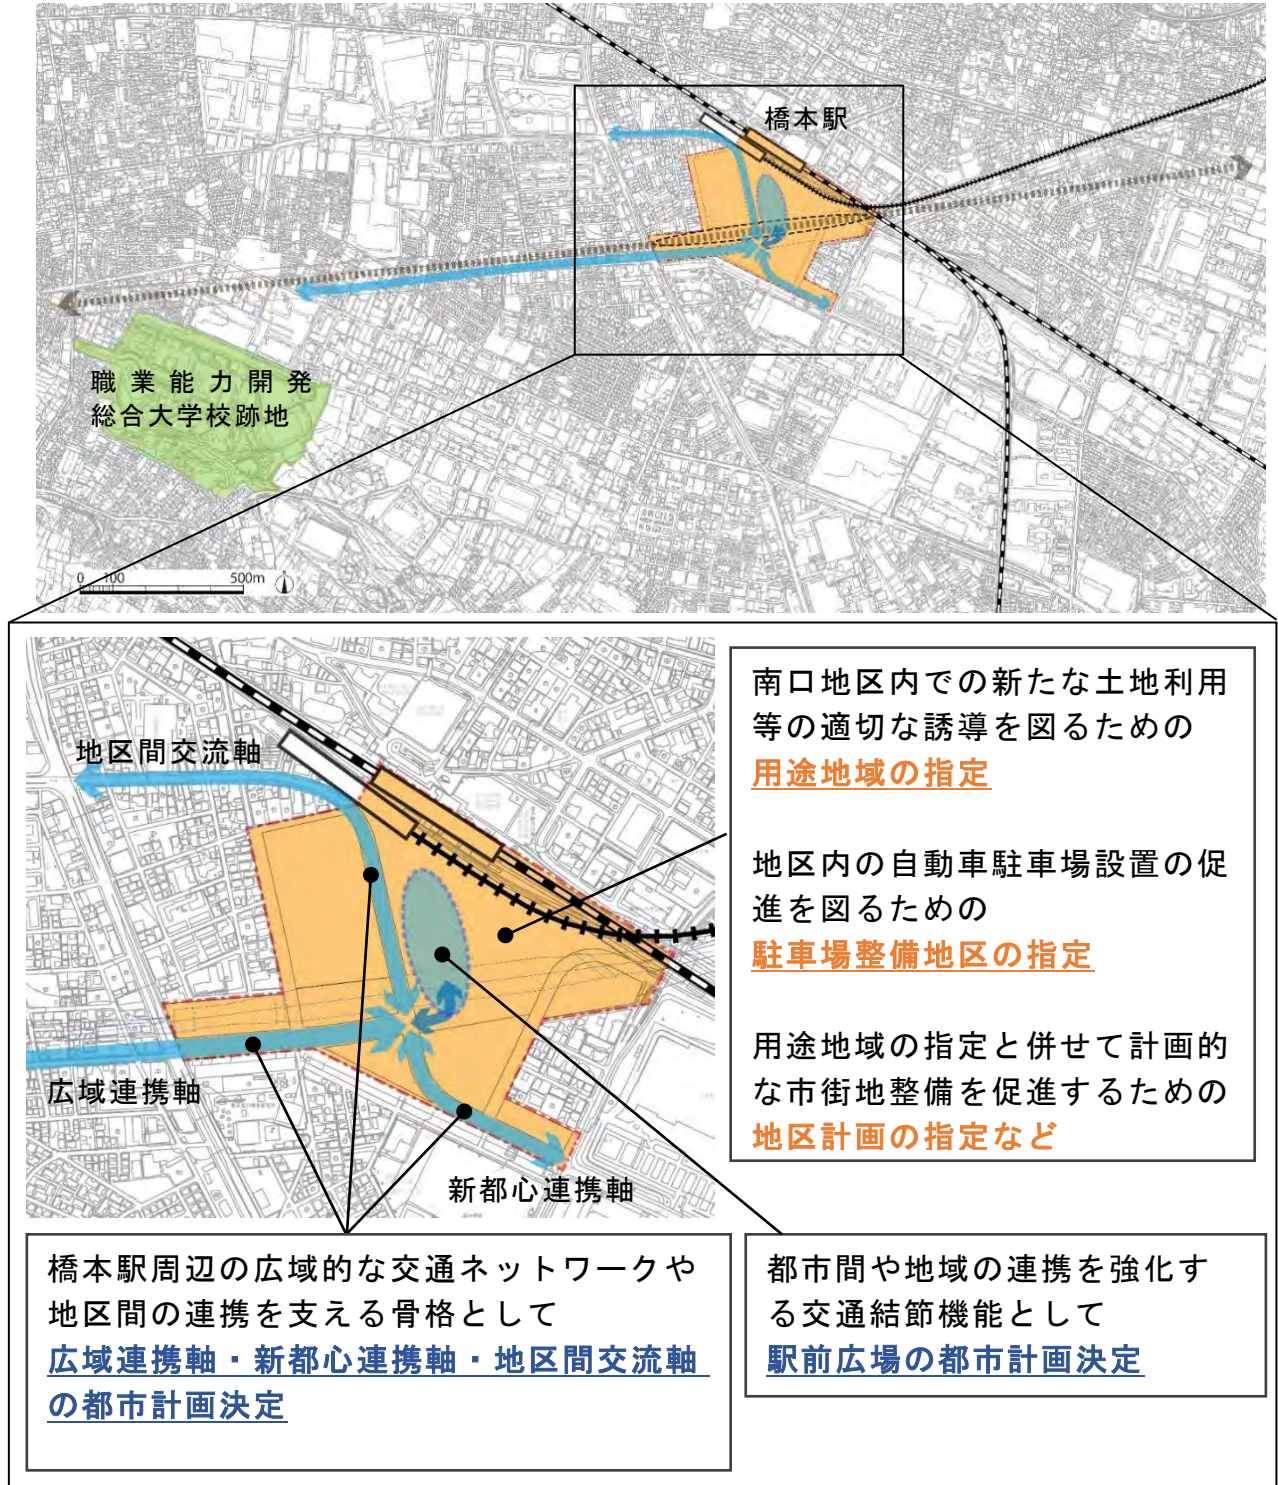 橋本駅
職業能力開発
総合大学校跡地
0 100 500m
地区間交流軸
広域連携軸
新都心連携軸
南口地区内での新たな土地利用
等の適切な誘導を図るための
用途地域の指定
地区内の自動車駐車場設置の促
進を図るための
駐車場整備地区の指定
用途地域の指定と併せて計画的
な市街地整備を促進するための
地区計画の指定など
橋本駅周辺の広域的な交通ネットワークや
地区間の連携を支える骨格として
広域連携軸・新都心連携軸・地区間交流軸
の都市計画決定
都市間や地域の連携を強化す
る交通結節機能として
駅前広場の都市計画決定